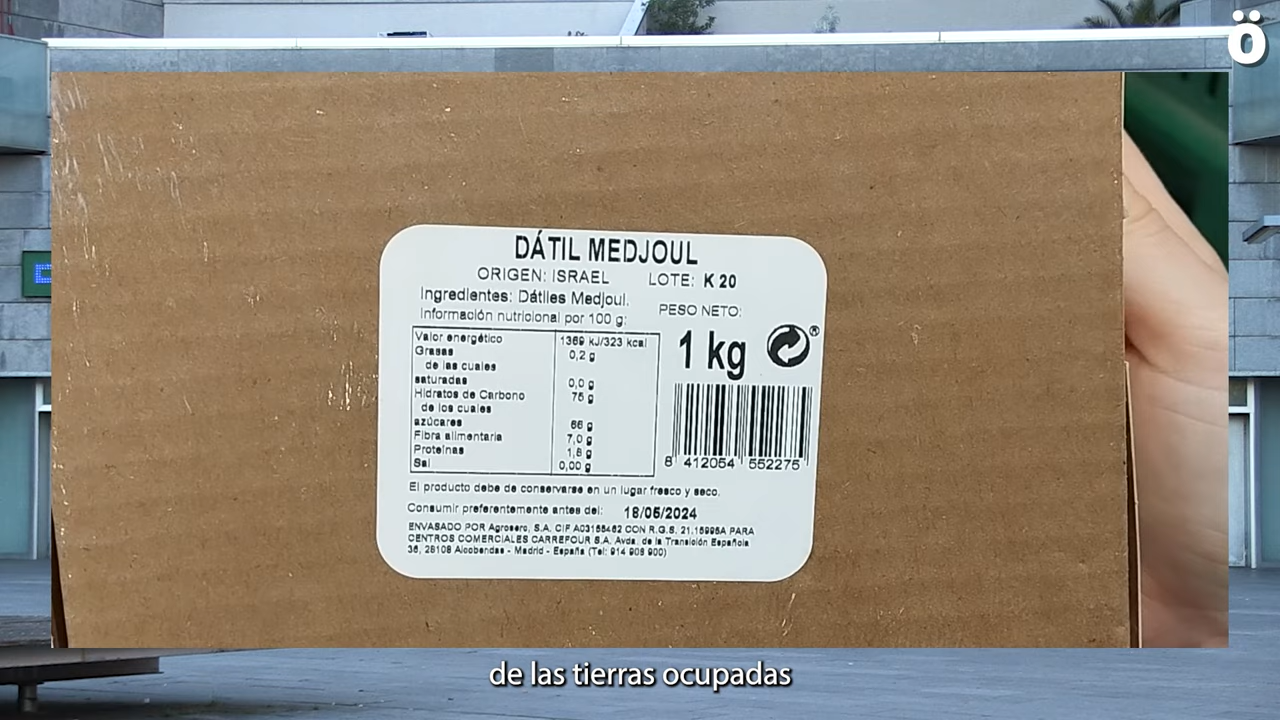 ö
DÁTIL MEDJOUL
ORIGEN: ISRAEL LOTE: K 20
Ingredientes: Dátiles Medjoul.
PESO NETO:
Información nutricional por 100 g:
1 kg
Valor energético 1369 kJ/323 kcal
Grasas 0,2 g
de las cuales
saturadas 0,0 g
Hidratos de Carbono 75 g
de los cuales
azúcares 66 g
Fibra alimentaria 7,0 g
Proteínas 1,8 g
Sal 0,00 g
8 412054 552275
El producto debe de conservarse en un lugar fresco y seco.
Consumir preferentemente antes del: 18/05/2024
ENVASADO POR Agrosero, S.A. CIF A03155462 CON R.G.S. 21.15995A PARA
CENTROS COMERCIALES CARREFOUR S.A. Avda. de la Transición Española
36, 28108 Alcobendas - Madrid - España (Tel: 914 908 900)
de las tierras ocupadas